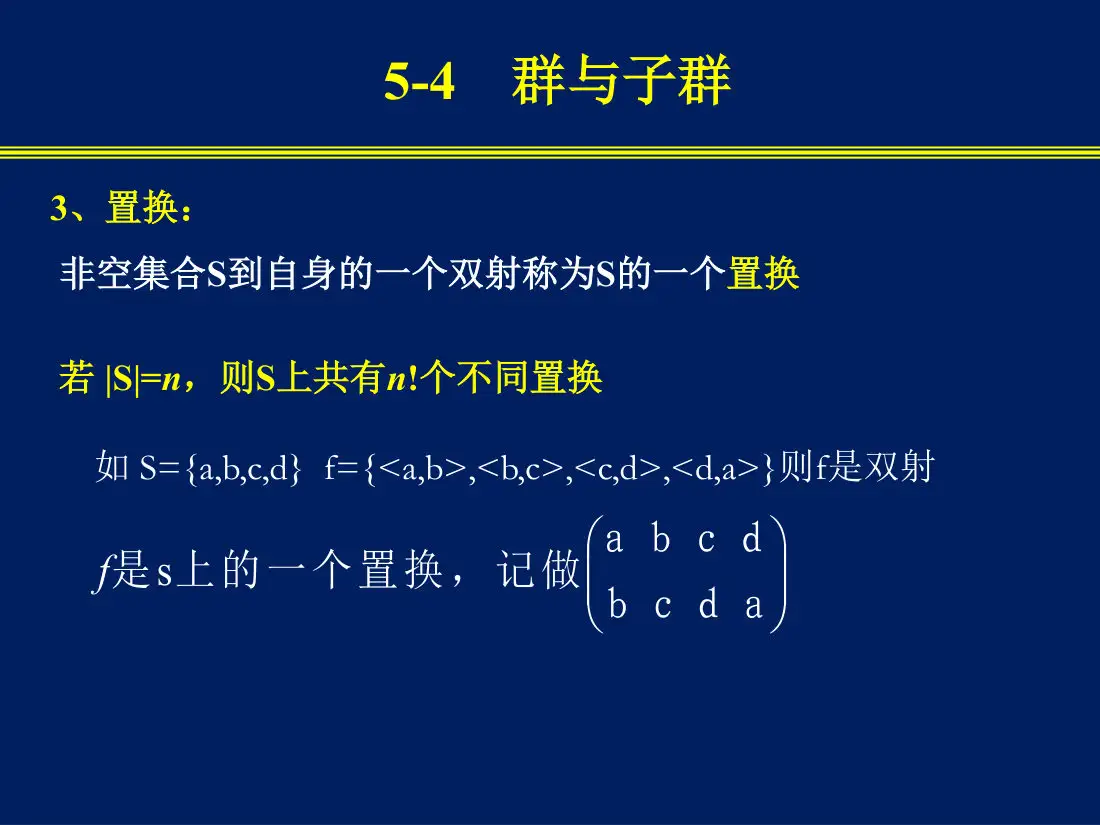 5-4 群与子群
3、置换：
非空集合S到自身的一个双射称为S的一个置换
若 |S|=n，则S上共有n!个不同置换
如 S={a,b,c,d} f={<a,b>,<b,c>,<c,d>,<d,a>}则f是双射
f是s上的一个置换，记做
a b c d
b c d a